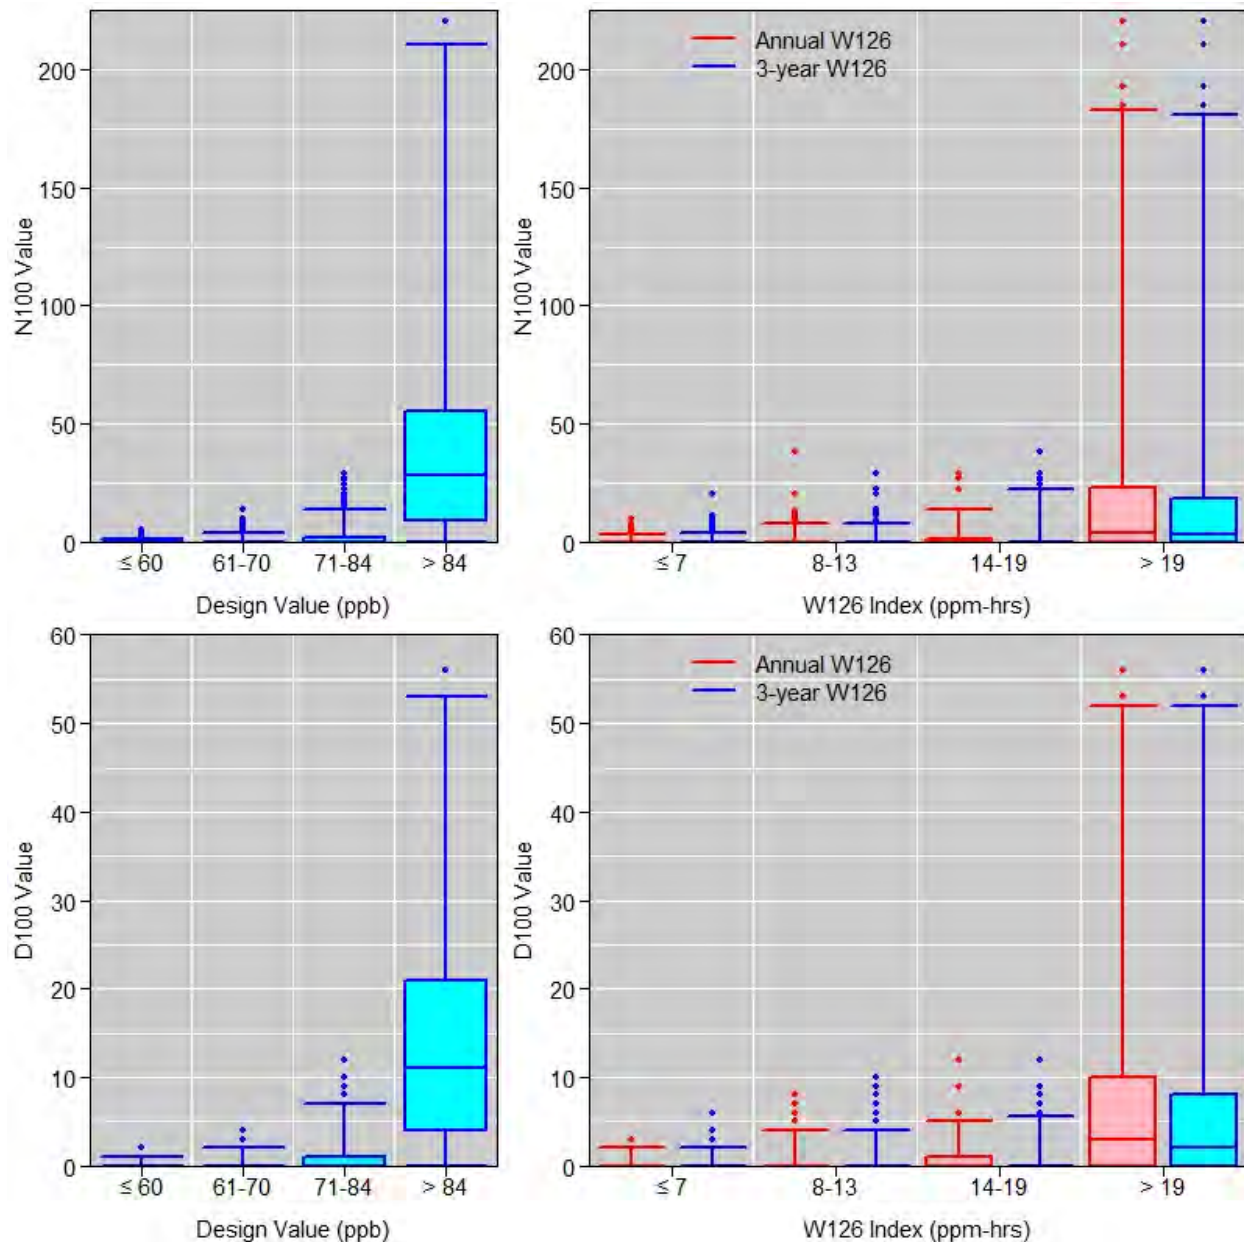 N100 Value
200
150
100
50
0
≤ 60 61-70 71-84 > 84
Design Value (ppb)
Annual W126
3-year W126
N100 Value
200
150
100
50
0
≤ 7 8-13 14-19 > 19
W126 Index (ppm-hrs)
D100 Value
60
50
40
30
20
10
0
≤ 60 61-70 71-84 > 84
Design Value (ppb)
Annual W126
3-year W126
D100 Value
60
50
40
30
20
10
0
≤ 7 8-13 14-19 > 19
W126 Index (ppm-hrs)